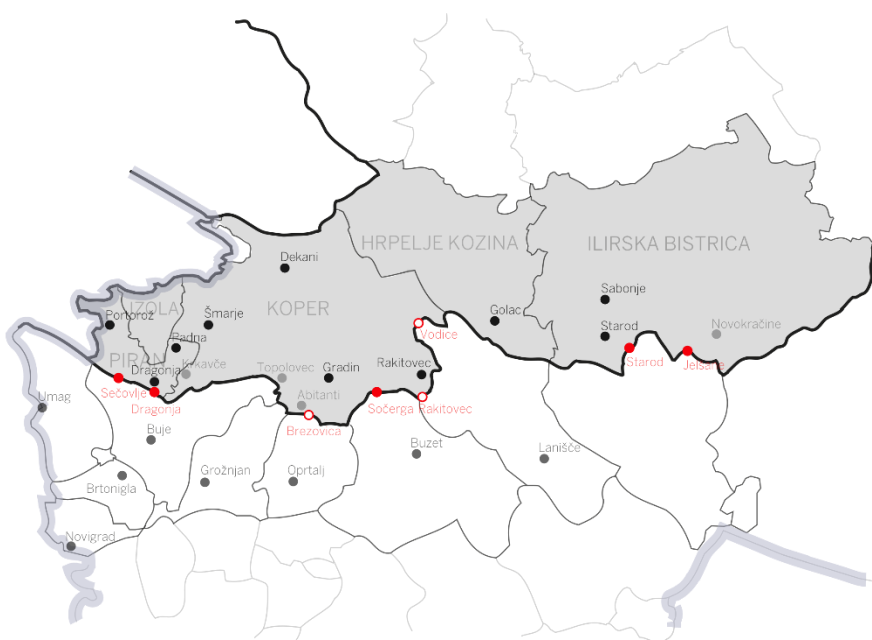 HRPELJE KOZINA
ILIRSKA BISTRICA
Dekani
IZOLA
KOPER
Sabonje
Portorož
Šmarje
Golac
Vodice
Starod
Novokračine
Padna
PIRAN
Dragonja
Krkavče
Topolovec
Gradin
Rakitovec
Starod
Jelšane
Sečovlje
Umag
Dragonja
Abitanti
Sočerga
Rakitovec
Brezovica
Buje
Buzet
Lanišče
Brtonigla
Grožnjan
Oprtalj
Novigrad